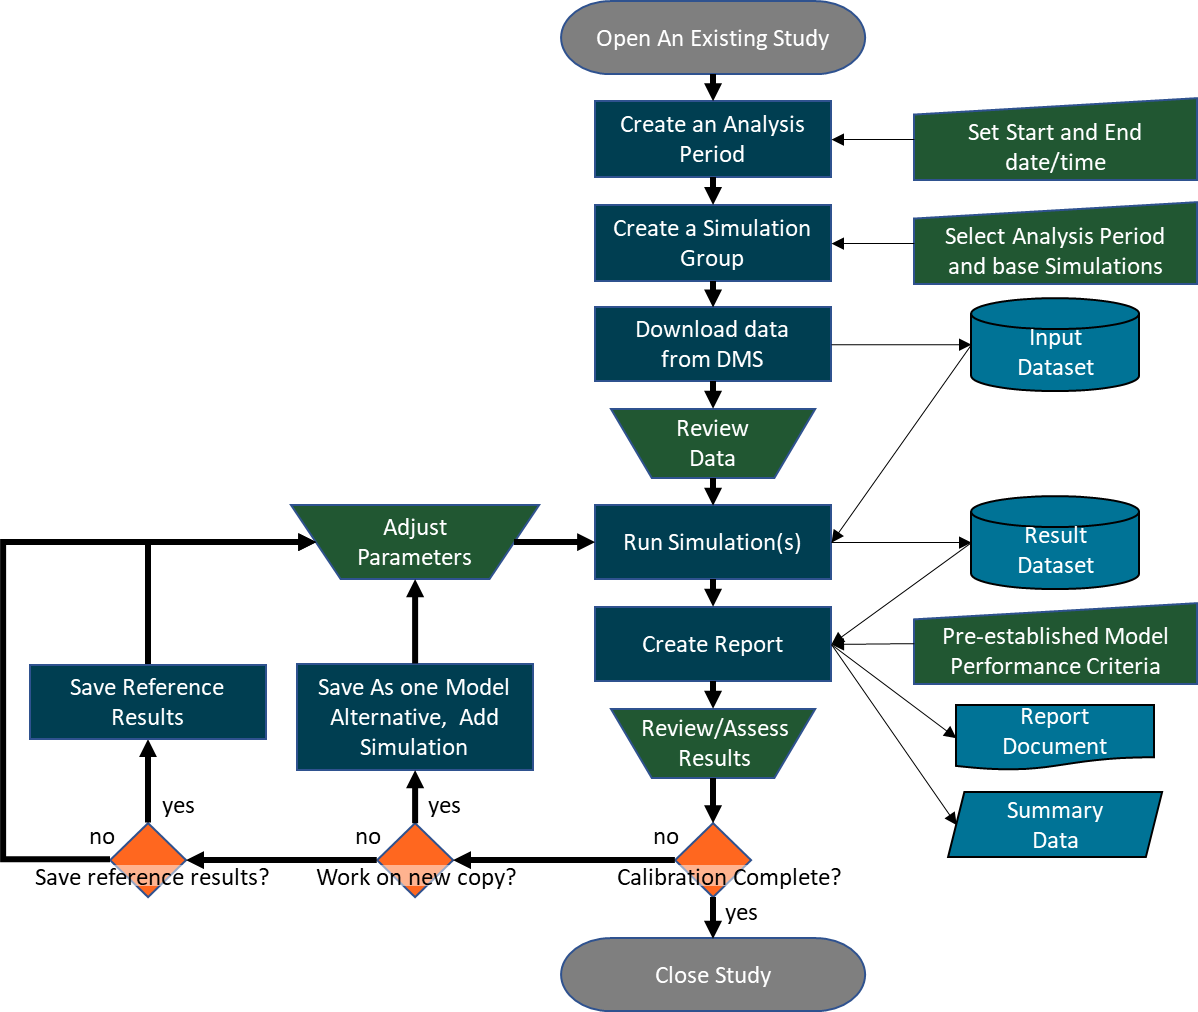 Open An Existing Study
Create an Analysis
Period
Set Start and End
date/time
Create a Simulation
Group
Select Analysis Period
and base Simulations
Download data
from DMS
Input
Dataset
Review
Data
Adjust
Parameters
Run Simulation(s)
Result
Dataset
Create Report
Pre-established Model
Performance Criteria
Save Reference
Results
Save As one Model
Alternative,  Add
Simulation
Review/Assess
Results
Report
Document
Summary
Data
yes
yes
no
no
no
Save reference results?
Work on new copy?
Calibration Complete?
yes
Close Study